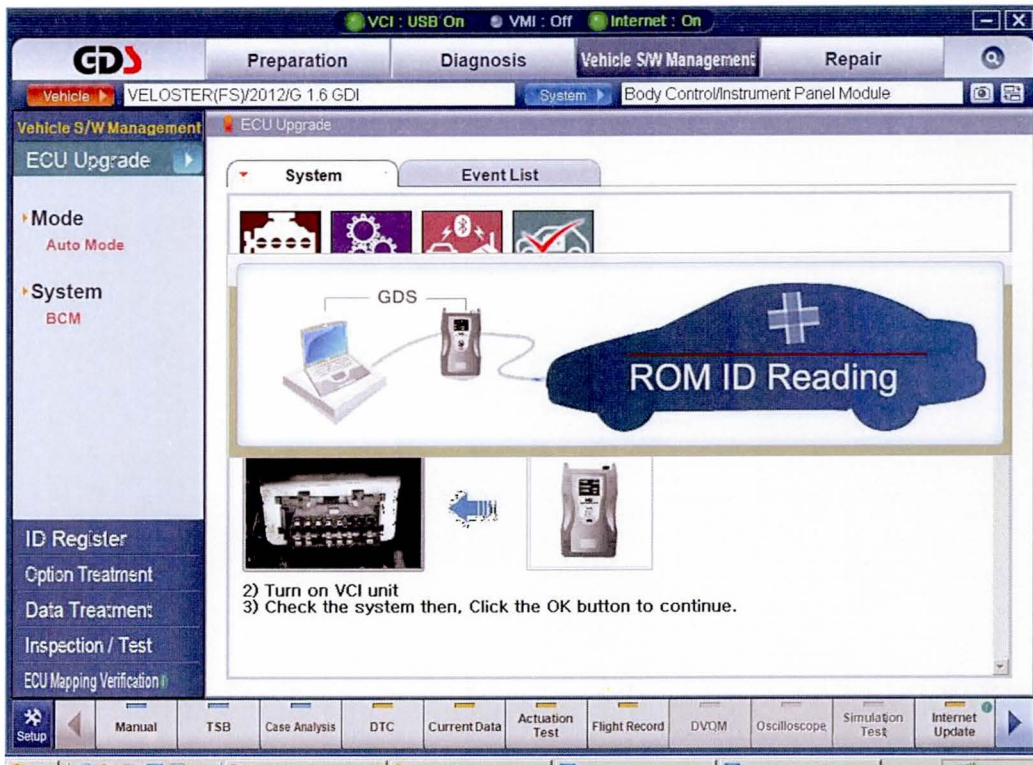 VCI : USB On VMI : Off Internet : On
GDS Preparation Diagnosis Vehicle S/W Management Repair
Vehicle VELOSTER(FS)/2012/G 1.6 GDI System Body Control/Instrument Panel Module
Vehicle S/W Management
ECU Upgrade
ECU Upgrade
System Event List
Mode
Auto Mode
System
BCM
GDS
ROM ID Reading
2) Turn on VCI unit
3) Check the system then, Click the OK button to continue.
ID Register
Option Treatment
Data Treatment
Inspection / Test
ECU Mapping Verification
Setup Manual TSB Case Analysis DTC Current Data Actuation Test Flight Record DVQM Oscilloscope Simulation Test Internet Update